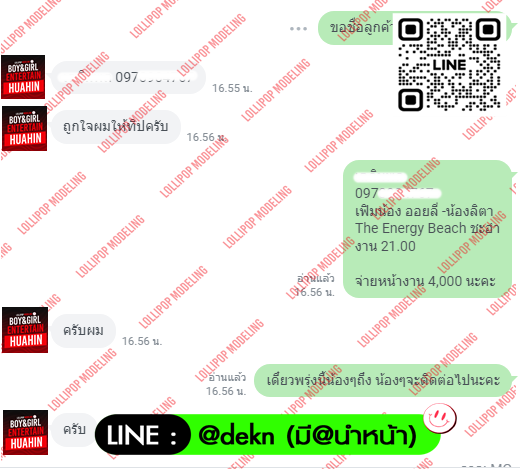 LOLLIPOP MODELING
ขอชื่อลูกค้า
LINE
097
16.55 น.
BOY&GIRL
ENTERTAIN
HUAHIN
ถูกใจผมให้ทิปครับ
16.56 น.
BOY&GIRL
ENTERTAIN
HUAHIN
097
เฟิมน้อง ออยลี่ -น้องลิตา
The Energy Beach ชะอำ
งาน 21.00
จ่ายหน้างาน 4,000 นะคะ
อ่านแล้ว
16.56 น.
BOY&GIRL
ENTERTAIN
HUAHIN
ครับผม
16.56 น.
อ่านแล้ว
16.56 น.
เดี๋ยวพรุ่งนี้น้องๆถึง น้องๆจะติดต่อไปนะคะ
BOY&GIRL
ENTERTAIN
HUAHIN
ครับ
LINE : @dekn (มี@นำหน้า)